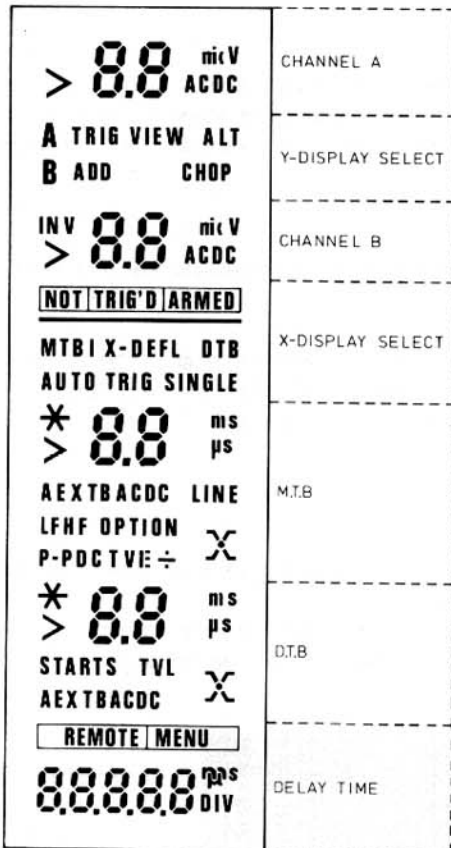 > 8.8 V
ACDC
CHANNEL A
A TRIG VIEW ALT
B ADD CHOP
Y-DISPLAY SELECT
INV
> 8.8 V
ACDC
CHANNEL B
NOT TRIG'D ARMED
MTBI X-DEFL DTB
AUTO TRIG SINGLE
X-DISPLAY SELECT
* 8.8 ms
> µs
AEXTBACDC LINE
LFHF OPTION
P-PDCTVE÷
M.T.B
* 8.8 ms
> µs
STARTS TVL
AEXTBACDC
D.T.B
REMOTE MENU
8.8.8.8.8
DIV
DELAY TIME